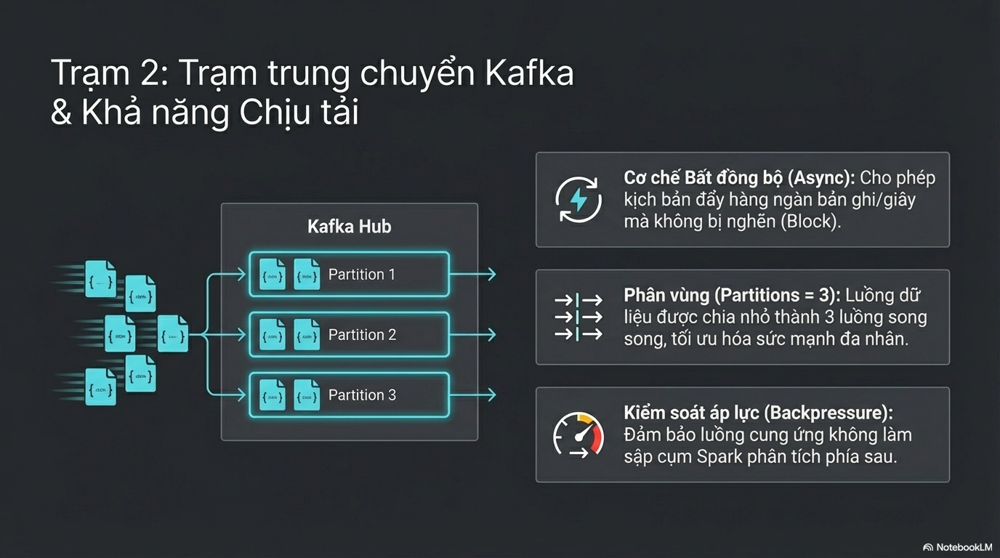 Trạm 2: Trạm trung chuyển Kafka
& Khả năng Chịu tải
Kafka Hub
Partition 1
Partition 2
Partition 3
Cơ chế Bất đồng bộ (Async): Cho phép
kịch bản đẩy hàng ngàn bản ghi/giây
mà không bị nghẽn (Block).
Phân vùng (Partitions = 3): Luồng dữ
liệu được chia nhỏ thành 3 luồng song
song, tối ưu hóa sức mạnh đa nhân.
Kiểm soát áp lực (Backpressure):
Đảm bảo luồng cung ứng không làm
sập cụm Spark phân tích phía sau.
NotebookLM